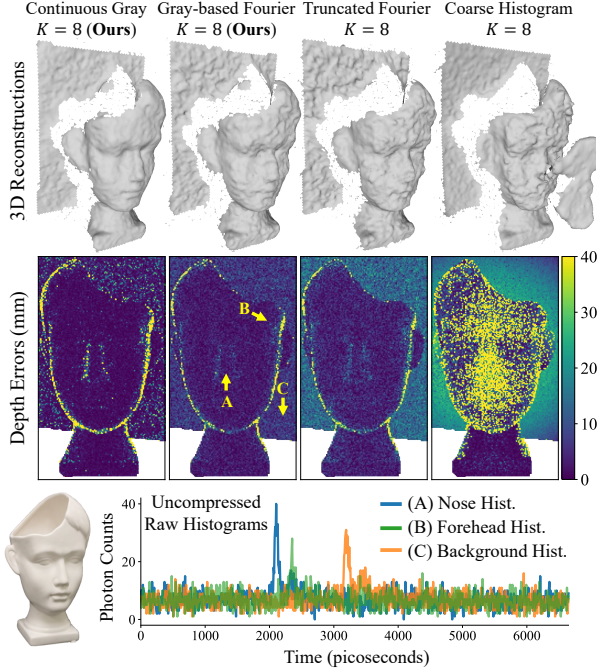 Continuous Gray Gray-based Fourier Truncated Fourier Coarse Histogram
K = 8 (Ours) K = 8 (Ours) K = 8 K = 8
3D Reconstructions
Depth Errors (mm)
40
30
20
10
0
B
A
C
Uncompressed
Raw Histograms
(A) Nose Hist.
(B) Forehead Hist.
(C) Background Hist.
Photon Counts
40
20
0
0 1000 2000 3000 4000 5000 6000
Time (picoseconds)